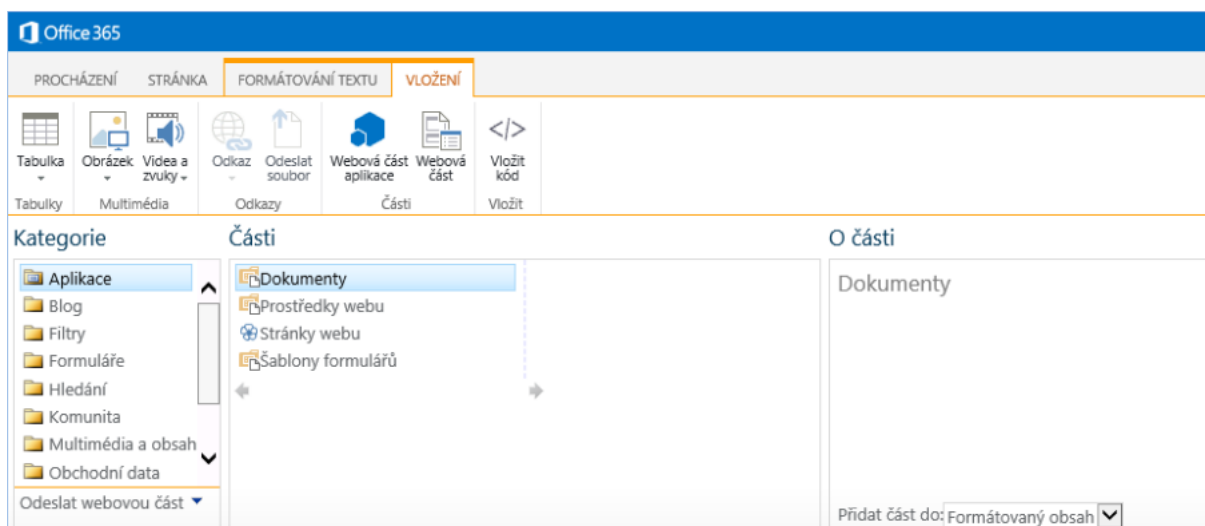 Office 365
PROCHÁZENÍ STRÁNKA FORMÁTOVÁNÍ TEXTU VLOŽENÍ
Tabulka Obrázek Videa a zvuky Odkaz Odeslat soubor Webová část aplikace Webová část Vložit kód
Tabulky Multimédia Odkazy Části Vložit
Kategorie Části O části
Aplikace
Blog
Filtry
Formuláře
Hledání
Komunita
Multimédia a obsah
Obchodní data
Odeslat webovou část
Dokumenty
Prostředky webu
Stránky webu
Šablony formulářů
Dokumenty
Přidat část do: Formátovaný obsah